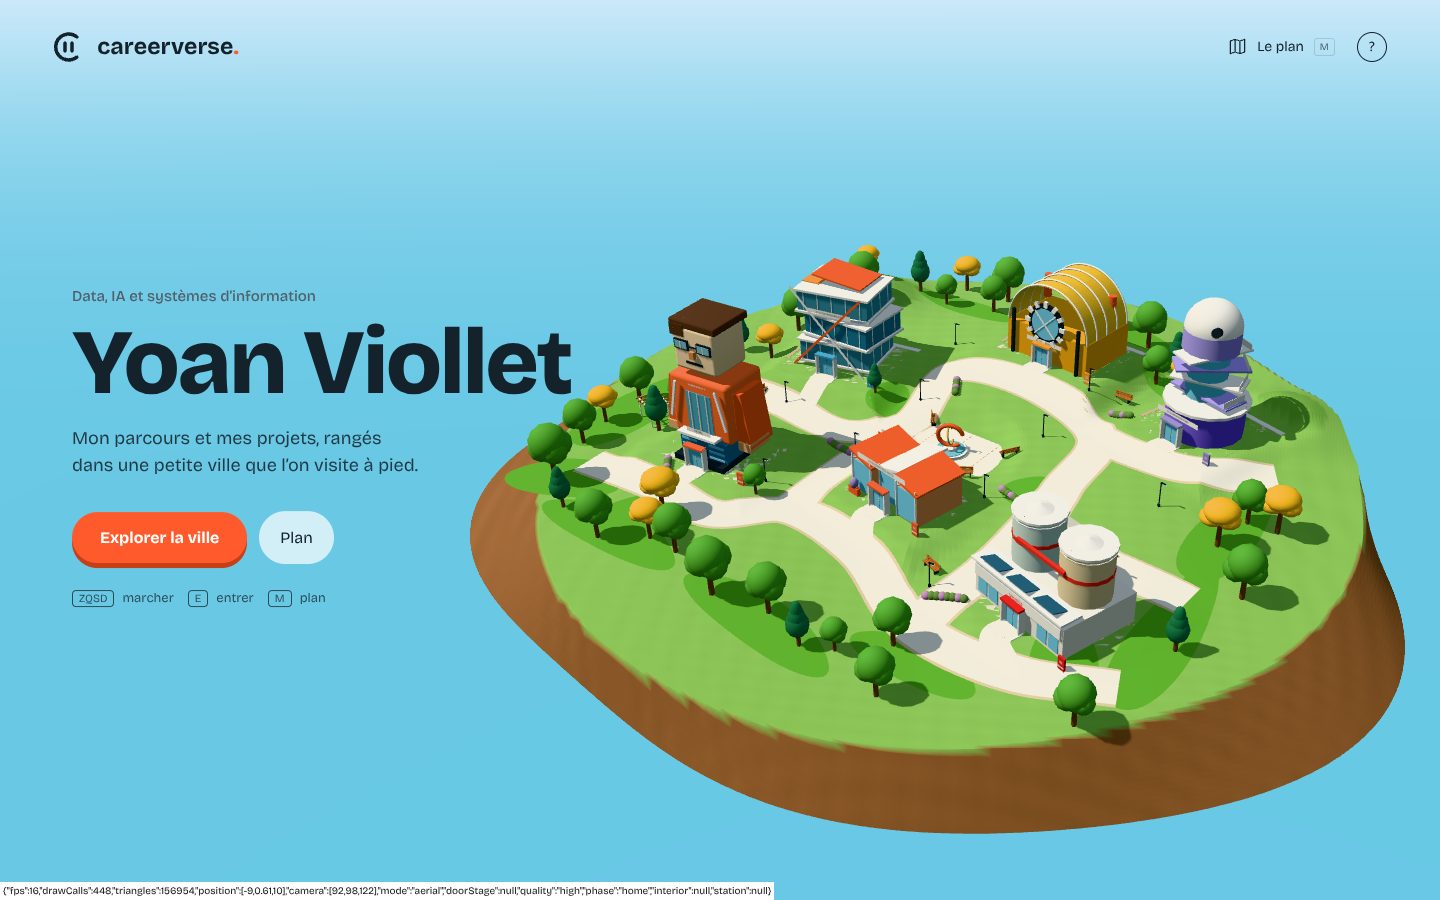 careerverse.
Le plan M ?
Data, IA et systèmes d'information
Yoan Viollet
Mon parcours et mes projets, rangés
dans une petite ville que l'on visite à pied.
Explorer la ville
Plan
ZQSD marcher E entrer M plan
{"fps":16,"drawCalls":448,"triangles":156954,"position":[-9,0.61,10],"camera":[92,98,122],"mode":"aerial","doorStage":null,"quality":"high","phase":"home","interior":null,"station":null}